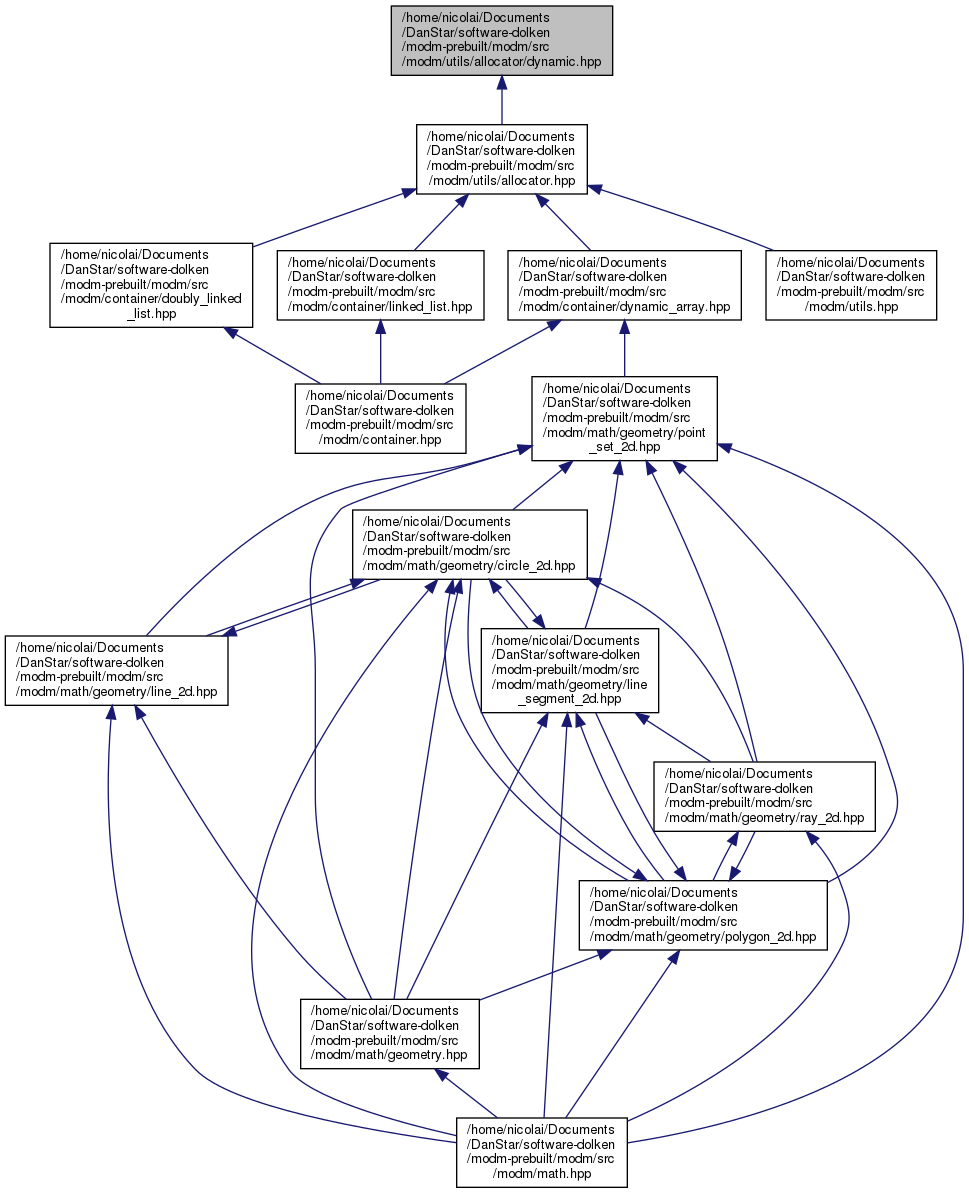 /home/nicolai/Documents
/DanStar/software-dolken
/modm-prebuilt/modm/src
/modm/utils/allocator/dynamic.hpp
/home/nicolai/Documents
/DanStar/software-dolken
/modm-prebuilt/modm/src
/modm/utils/allocator.hpp
/home/nicolai/Documents
/DanStar/software-dolken
/modm-prebuilt/modm/src
/modm/container/doubly_linked
_list.hpp
/home/nicolai/Documents
/DanStar/software-dolken
/modm-prebuilt/modm/src
/modm/container/linked_list.hpp
/home/nicolai/Documents
/DanStar/software-dolken
/modm-prebuilt/modm/src
/modm/container/dynamic_array.hpp
/home/nicolai/Documents
/DanStar/software-dolken
/modm-prebuilt/modm/src
/modm/utils.hpp
/home/nicolai/Documents
/DanStar/software-dolken
/modm-prebuilt/modm/src
/modm/container.hpp
/home/nicolai/Documents
/DanStar/software-dolken
/modm-prebuilt/modm/src
/modm/math/geometry/point
_set_2d.hpp
/home/nicolai/Documents
/DanStar/software-dolken
/modm-prebuilt/modm/src
/modm/math/geometry/circle_2d.hpp
/home/nicolai/Documents
/DanStar/software-dolken
/modm-prebuilt/modm/src
/modm/math/geometry/line_2d.hpp
/home/nicolai/Documents
/DanStar/software-dolken
/modm-prebuilt/modm/src
/modm/math/geometry/line
_segment_2d.hpp
/home/nicolai/Documents
/DanStar/software-dolken
/modm-prebuilt/modm/src
/modm/math/geometry/ray_2d.hpp
/home/nicolai/Documents
/DanStar/software-dolken
/modm-prebuilt/modm/src
/modm/math/geometry/polygon_2d.hpp
/home/nicolai/Documents
/DanStar/software-dolken
/modm-prebuilt/modm/src
/modm/math/geometry.hpp
/home/nicolai/Documents
/DanStar/software-dolken
/modm-prebuilt/modm/src
/modm/math.hpp